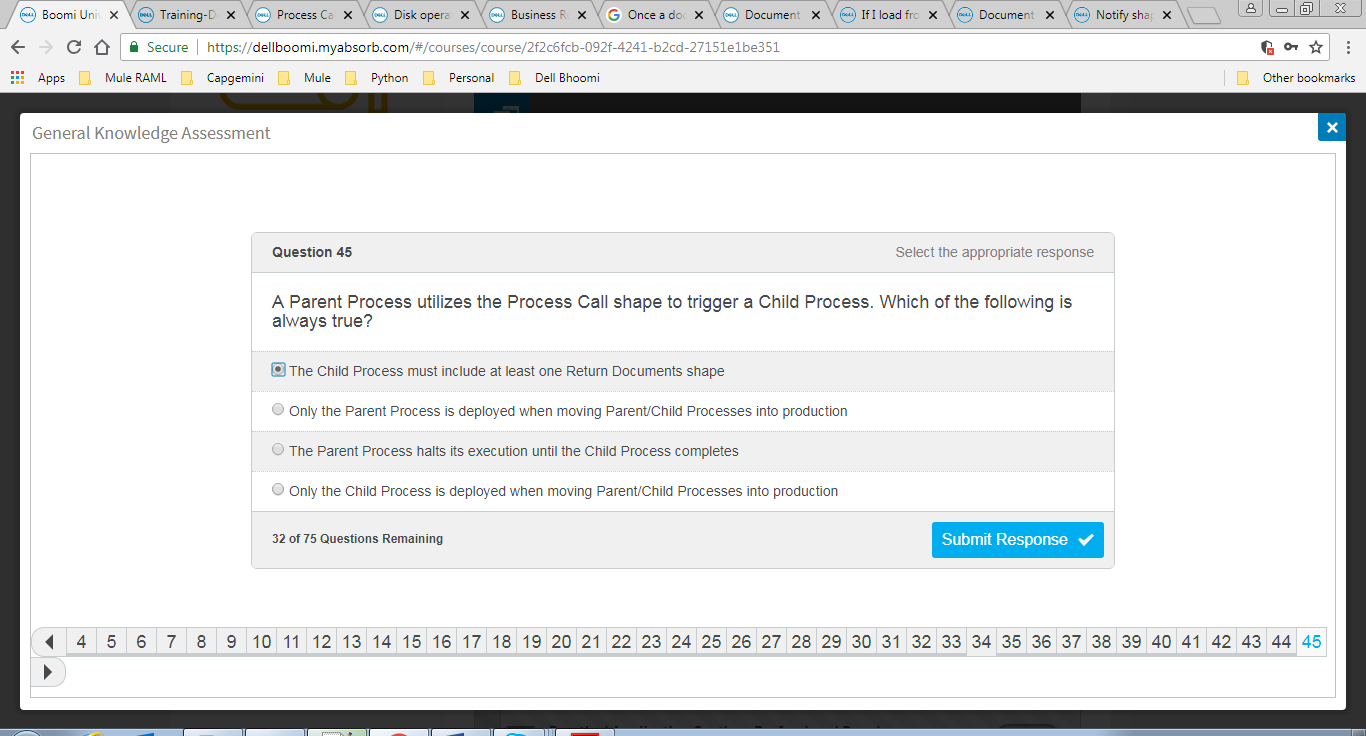 Boomi Uni
Training-D
Process Ca
Disk opera
Business R
Once a do
Document
If I load fro
Document
Notify sha
Secure
https://dellboomi.myabsorb.com/#/courses/course/2f2c6fcb-092f-4241-b2cd-27151e1be351
Apps
Mule RAML
Capgemini
Mule
Python
Personal
Dell Bhoomi
Other bookmarks
General Knowledge Assessment
Question 45
Select the appropriate response
A Parent Process utilizes the Process Call shape to trigger a Child Process. Which of the following is
always true?
The Child Process must include at least one Return Documents shape
Only the Parent Process is deployed when moving Parent/Child Processes into production
The Parent Process halts its execution until the Child Process completes
Only the Child Process is deployed when moving Parent/Child Processes into production
32 of 75 Questions Remaining
Submit Response
4 5 6 7 8 9 10 11 12 13 14 15 16 17 18 19 20 21 22 23 24 25 26 27 28 29 30 31 32 33 34 35 36 37 38 39 40 41 42 43 44 45